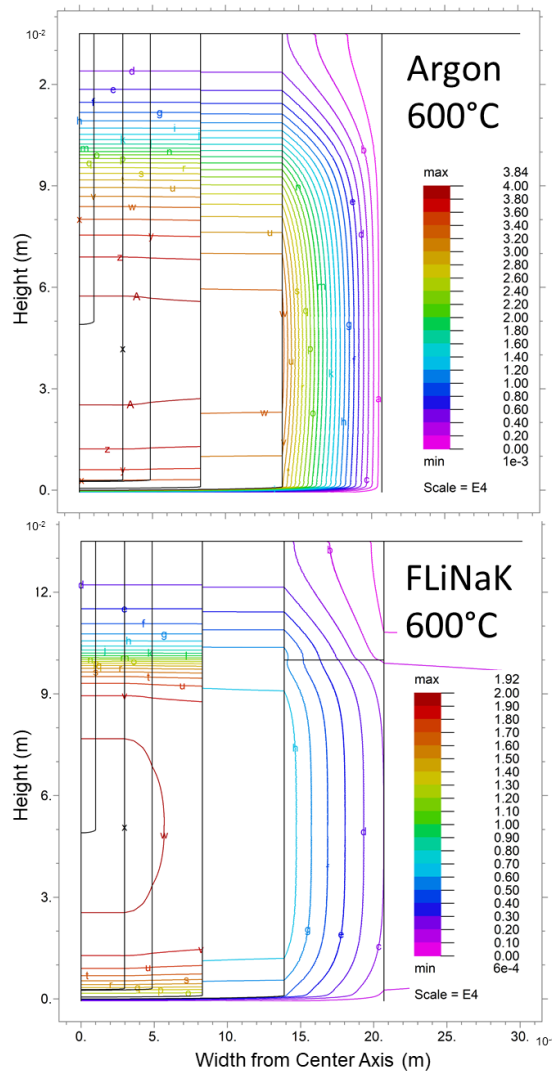 10⁻²
2.
9.
6.
3.
0.
Height (m)
Argon
600°C
max 3.84
4.00
3.80
3.60
3.40
3.20
3.00
2.80
2.60
2.40
2.20
2.00
1.80
1.60
1.40
1.20
1.00
0.80
0.60
0.40
0.20
0.00
min 1e-3
Scale = E4
d
e
f
g
h
i
k
l
m
n
o
q
p
r
s
u
v
w
x
y
z
A
x
A
z
y
x
u
w
w
u
v
n
m
s
q
p
o
k
i
h
g
f
e
d
b
a
c
10⁻²
12.
9.
6.
3.
0.
Height (m)
FLiNaK
600°C
max 1.92
2.00
1.90
1.80
1.70
1.60
1.50
1.40
1.30
1.20
1.10
1.00
0.90
0.80
0.70
0.60
0.50
0.40
0.30
0.20
0.10
0.00
min 6e-4
Scale = E4
d
e
f
g
h
l
k
l
n
m
o
r
s
t
u
v
w
x
v
u
t
s
r
q
p
o
h
g
e
d
c
b
0. 5. 10. 15. 20. 25. 30. 10⁻
Width from Center Axis (m)